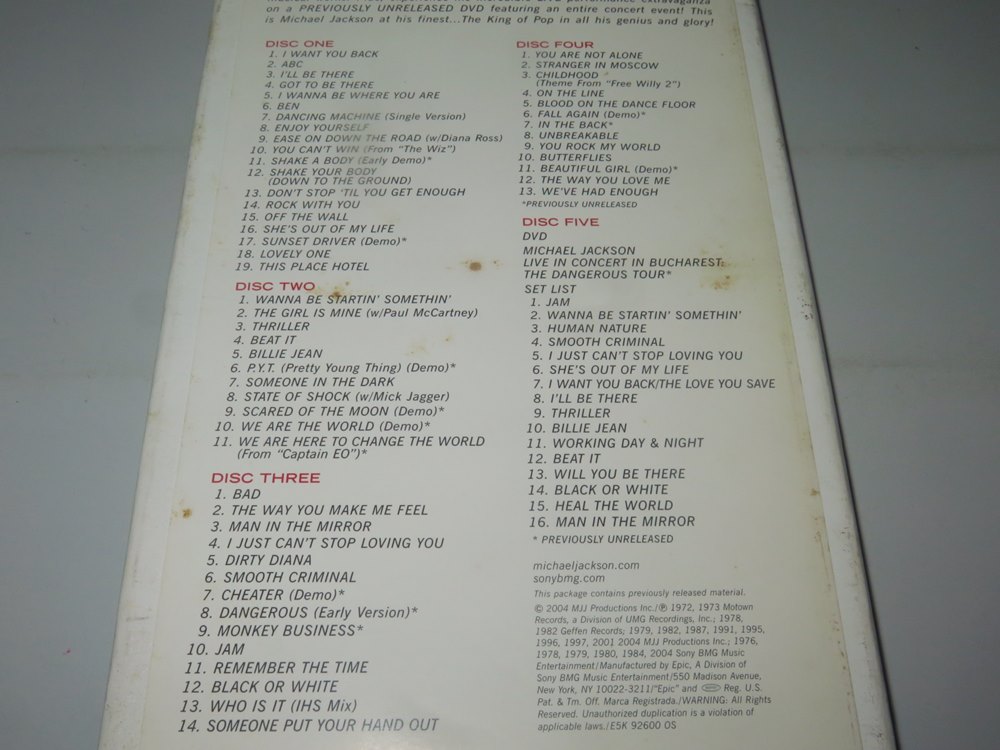 on a PREVIOUSLY UNRELEASED DVD featuring an entire concert event! This
is Michael Jackson at his finest...The King of Pop in all his genius and glory!
DISC ONE
1. I WANT YOU BACK
2. ABC
3. I'LL BE THERE
4. GOT TO BE THERE
5. I WANNA BE WHERE YOU ARE
6. BEN
7. DANCING MACHINE (Single Version)
8. ENJOY YOURSELF
9. EASE ON DOWN THE ROAD (w/Diana Ross)
10. YOU CAN'T WIN (From "The Wiz")
11. SHAKE A BODY (Early Demo)*
12. SHAKE YOUR BODY
(DOWN TO THE GROUND)
13. DON'T STOP 'TIL YOU GET ENOUGH
14. ROCK WITH YOU
15. OFF THE WALL
16. SHE'S OUT OF MY LIFE
17. SUNSET DRIVER (Demo)*
18. LOVELY ONE
19. THIS PLACE HOTEL
DISC TWO
1. WANNA BE STARTIN' SOMETHIN'
2. THE GIRL IS MINE (w/Paul McCartney)
3. THRILLER
4. BEAT IT
5. BILLIE JEAN
6. P.Y.T. (Pretty Young Thing) (Demo)*
7. SOMEONE IN THE DARK
8. STATE OF SHOCK (w/Mick Jagger)
9. SCARED OF THE MOON (Demo)*
10. WE ARE THE WORLD (Demo)*
11. WE ARE HERE TO CHANGE THE WORLD
(From "Captain EO")*
DISC THREE
1. BAD
2. THE WAY YOU MAKE ME FEEL
3. MAN IN THE MIRROR
4. I JUST CAN'T STOP LOVING YOU
5. DIRTY DIANA
6. SMOOTH CRIMINAL
7. CHEATER (Demo)*
8. DANGEROUS (Early Version)*
9. MONKEY BUSINESS*
10. JAM
11. REMEMBER THE TIME
12. BLACK OR WHITE
13. WHO IS IT (IHS Mix)
14. SOMEONE PUT YOUR HAND OUT
DISC FOUR
1. YOU ARE NOT ALONE
2. STRANGER IN MOSCOW
3. CHILDHOOD
(Theme From "Free Willy 2")
4. ON THE LINE
5. BLOOD ON THE DANCE FLOOR
6. FALL AGAIN (Demo)*
7. IN THE BACK*
8. UNBREAKABLE
9. YOU ROCK MY WORLD
10. BUTTERFLIES
11. BEAUTIFUL GIRL (Demo)*
12. THE WAY YOU LOVE ME
13. WE'VE HAD ENOUGH
*PREVIOUSLY UNRELEASED
DISC FIVE
DVD
MICHAEL JACKSON
LIVE IN CONCERT IN BUCHAREST:
THE DANGEROUS TOUR*
SET LIST
1. JAM
2. WANNA BE STARTIN' SOMETHIN'
3. HUMAN NATURE
4. SMOOTH CRIMINAL
5. I JUST CAN'T STOP LOVING YOU
6. SHE'S OUT OF MY LIFE
7. I WANT YOU BACK/THE LOVE YOU SAVE
8. I'LL BE THERE
9. THRILLER
10. BILLIE JEAN
11. WORKING DAY & NIGHT
12. BEAT IT
13. WILL YOU BE THERE
14. BLACK OR WHITE
15. HEAL THE WORLD
16. MAN IN THE MIRROR
* PREVIOUSLY UNRELEASED
michaeljackson.com
sonybmg.com
This package contains previously released material.
© 2004 MJJ Productions Inc./℗ 1972, 1973 Motown
Records, a Division of UMG Recordings, Inc.; 1978,
1982 Geffen Records; 1979, 1982, 1987, 1991, 1995,
1996, 1997, 2001 2004 MJJ Productions Inc.; 1976,
1978, 1979, 1980, 1984, 2004 Sony BMG Music
Entertainment/Manufactured by Epic, A Division of
Sony BMG Music Entertainment/550 Madison Avenue,
New York, NY 10022-3211/"Epic" and Reg. U.S.
Pat. & Tm. Off. Marca Registrada./WARNING: All Rights
Reserved. Unauthorized duplication is a violation of
applicable laws./E5K 92600 OS